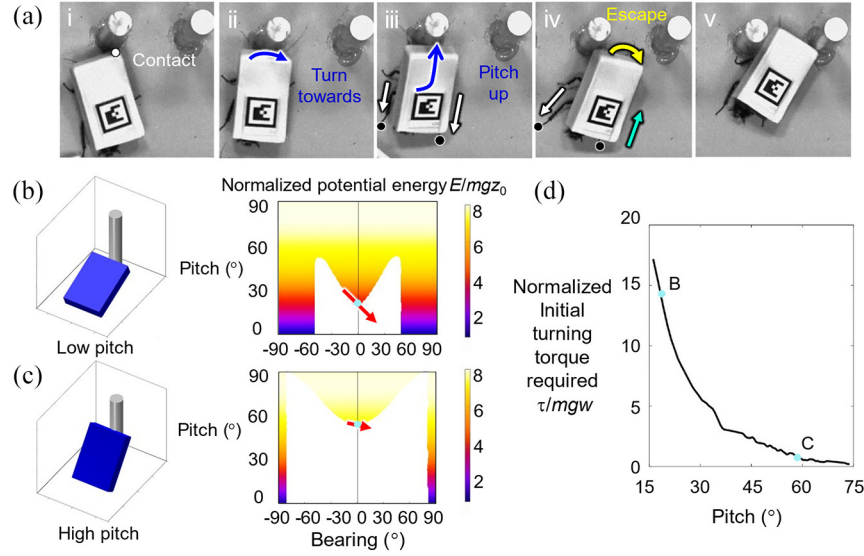 (a)
i
Contact
ii
Turn
towards
iii
Pitch
up
iv
Escape
v
(b)
Low pitch
Normalized potential energy E/mgz₀
Pitch (°)
90
60
30
0
-90 -60 -30 0 30 60 90
8
6
4
2
(c)
High pitch
Pitch (°)
90
60
30
0
-90 -60 -30 0 30 60 90
Bearing (°)
8
6
4
2
(d)
Normalized
Initial
turning
torque
required
τ/mgw
20
15
10
5
0
B
C
15 30 45 60 75
Pitch (°)